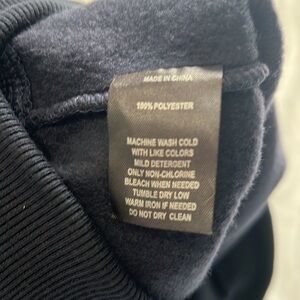 MADE IN CHINA
100% POLYESTER
MACHINE WASH COLD
WITH LIKE COLORS
MILD DETERGENT
ONLY NON-CHLORINE
BLEACH WHEN NEEDED
TUMBLE DRY LOW
WARM IRON IF NEEDED
DO NOT DRY CLEAN